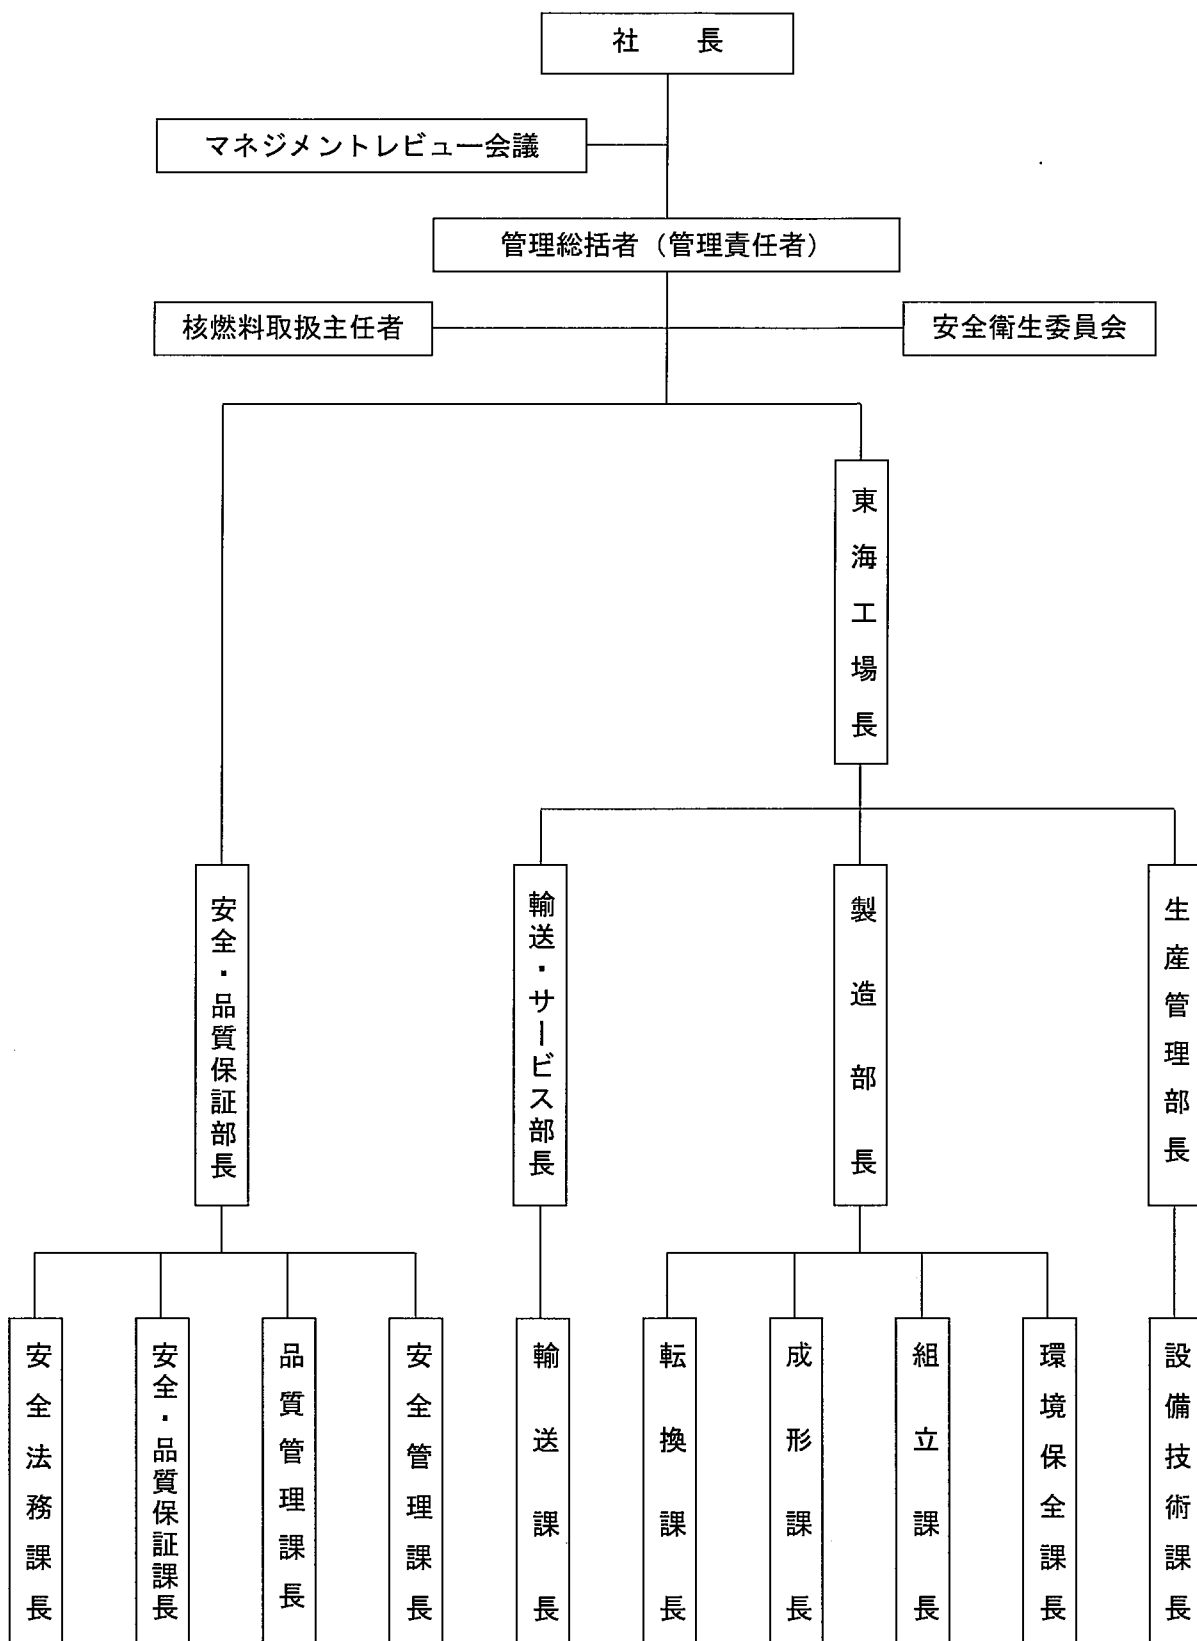 社　長
マネジメントレビュー会議
管理総括者（管理責任者）
核燃料取扱主任者
安全衛生委員会
東海工場長
安全・品質保証部長
輸送・サービス部長
製造部長
生産管理部長
安全法務課長
安全・品質保証課長
品質管理課長
安全管理課長
輸送課長
転換課長
成形課長
組立課長
環境保全課長
設備技術課長